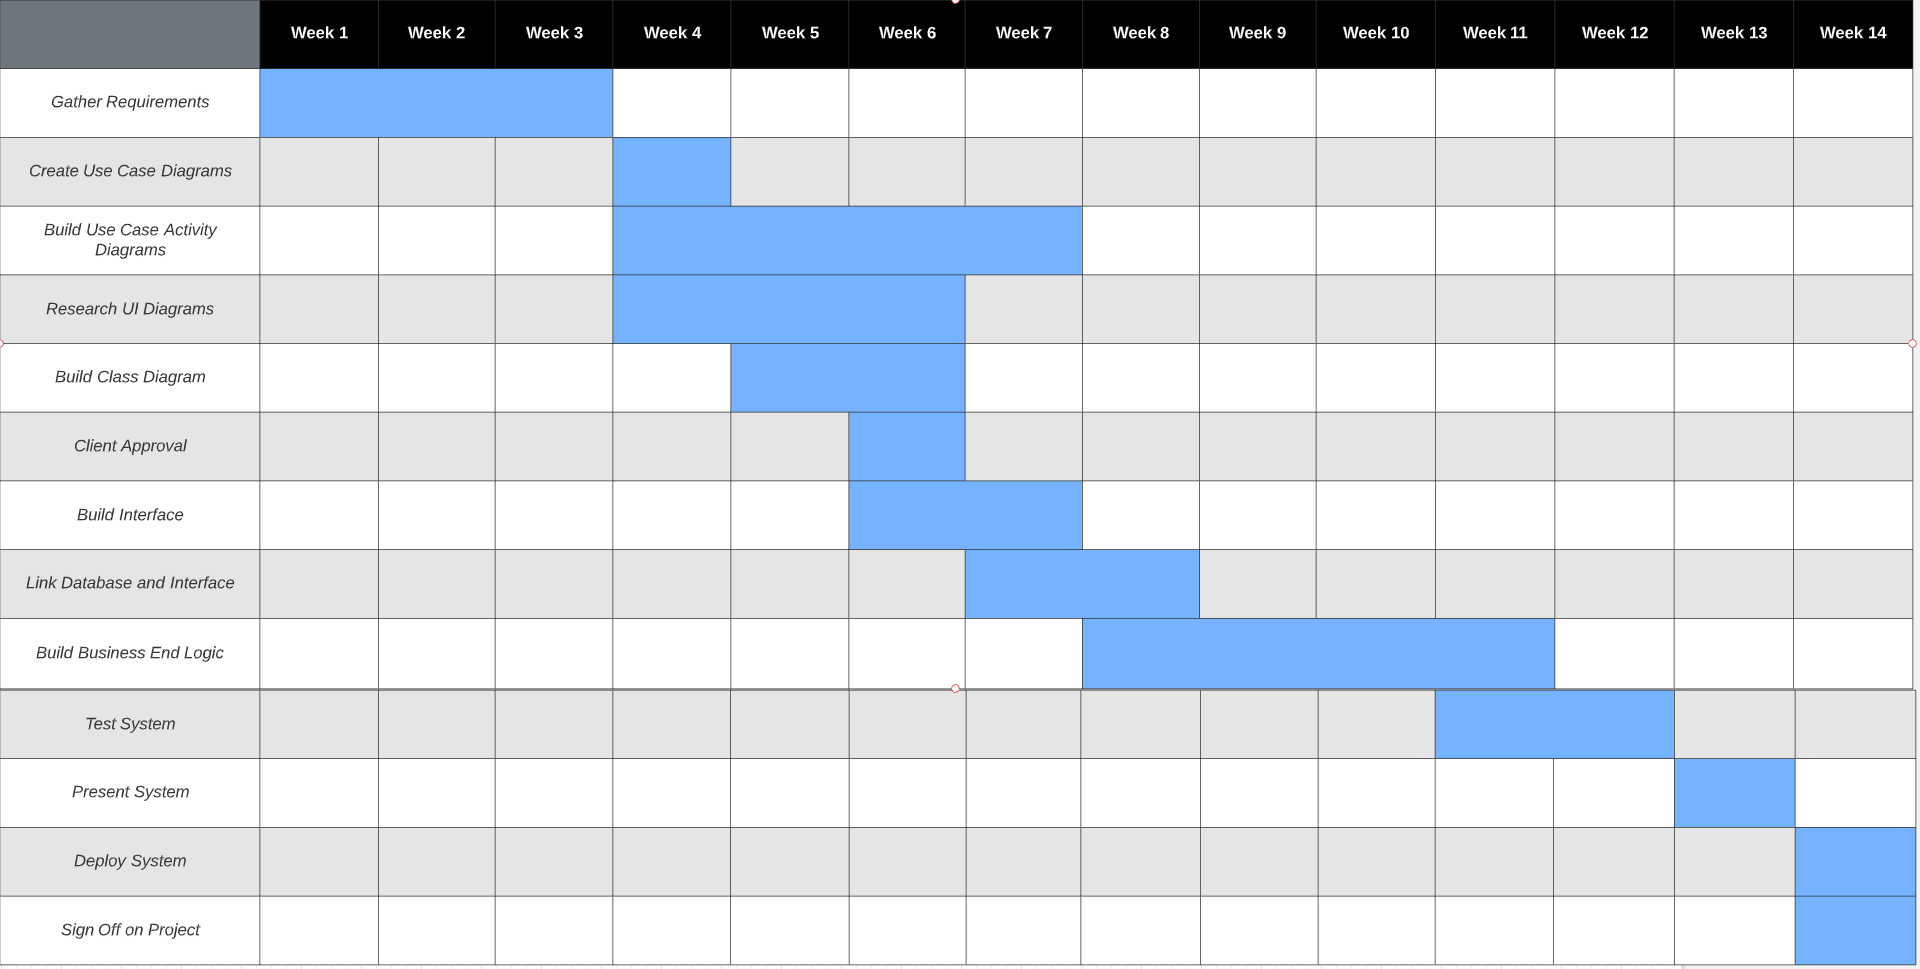 Week 1 Week 2 Week 3 Week 4 Week 5 Week 6 Week 7 Week 8 Week 9 Week 10 Week 11 Week 12 Week 13 Week 14
Gather Requirements
Create Use Case Diagrams
Build Use Case Activity
Diagrams
Research UI Diagrams
Build Class Diagram
Client Approval
Build Interface
Link Database and Interface
Build Business End Logic
Test System
Present System
Deploy System
Sign Off on Project